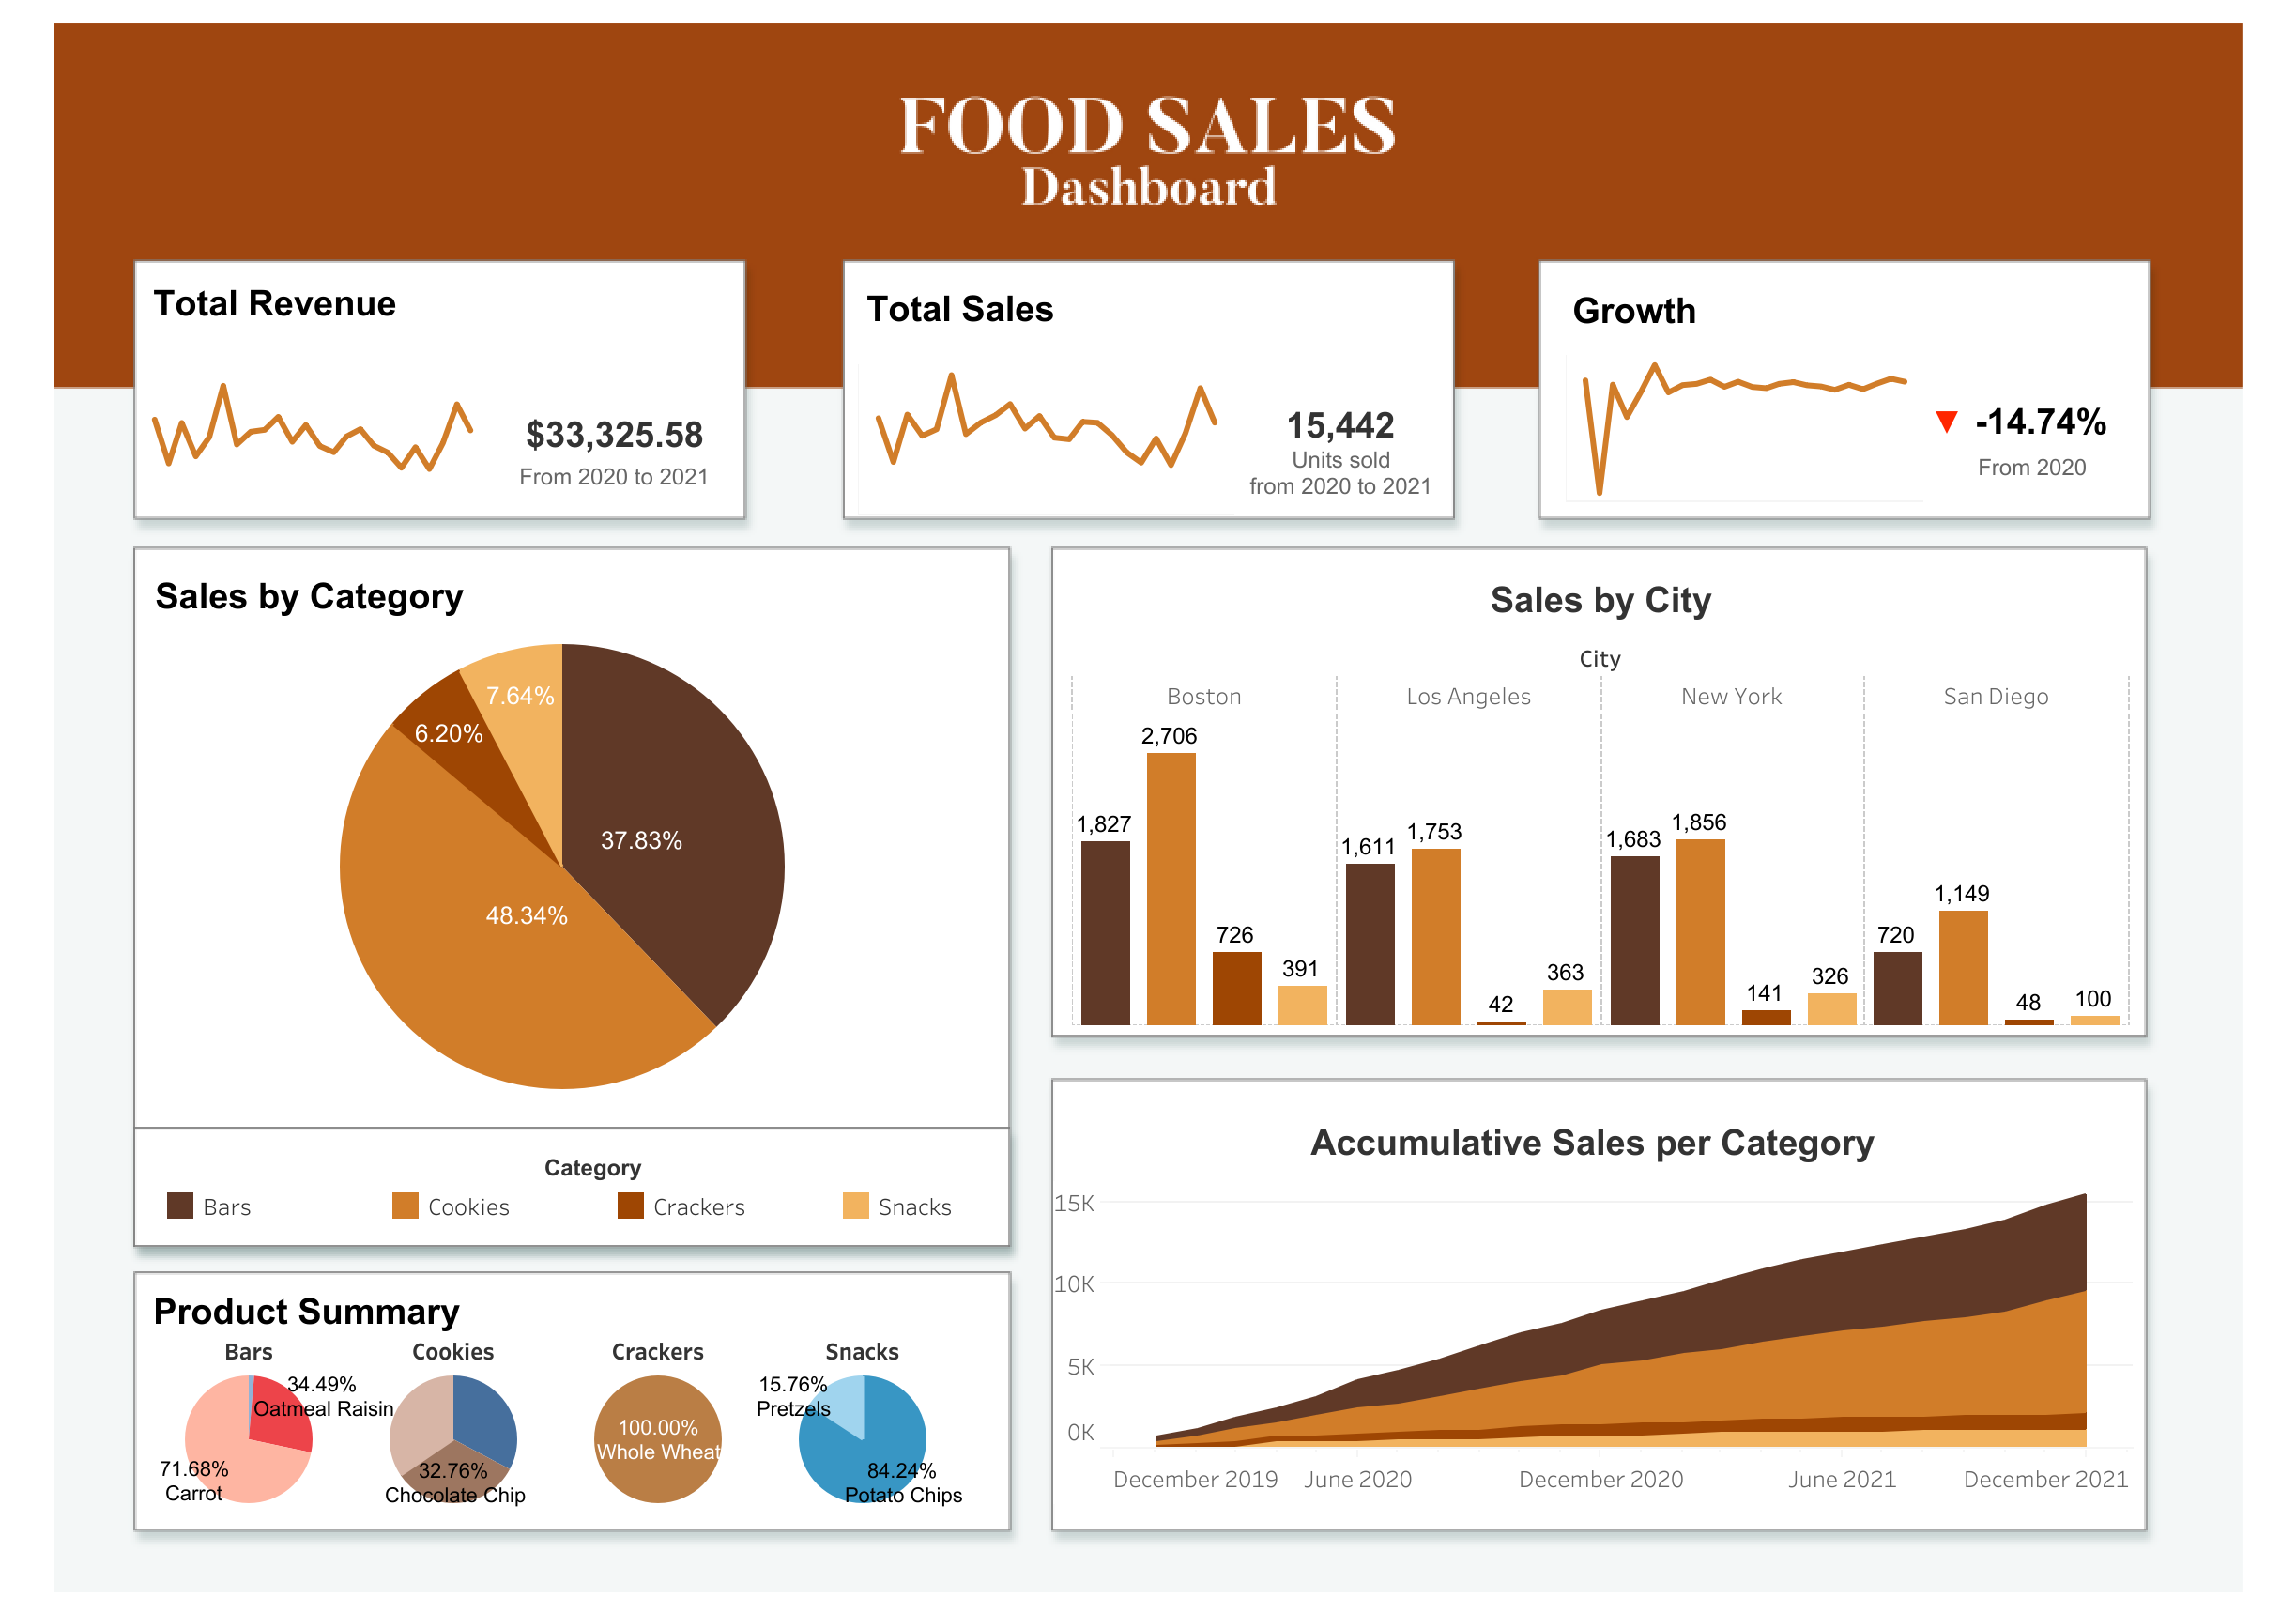 FOOD SALES
Dashboard
Total Revenue
$33,325.58
From 2020 to 2021
Total Sales
15,442
Units sold
from 2020 to 2021
Growth
▼ -14.74%
From 2020
Sales by Category
7.64%
6.20%
37.83%
48.34%
Category
Bars Cookies Crackers Snacks
Product Summary
Bars Cookies Crackers Snacks
34.49%
Oatmeal Raisin
71.68%
Carrot
32.76%
Chocolate Chip
100.00%
Whole Wheat
15.76%
Pretzels
84.24%
Potato Chips
Sales by City
City
Boston Los Angeles New York San Diego
1,827 2,706 726 391
1,611 1,753 42 363
1,683 1,856 141 326
720 1,149 48 100
Accumulative Sales per Category
15K
10K
5K
0K
December 2019 June 2020 December 2020 June 2021 December 2021